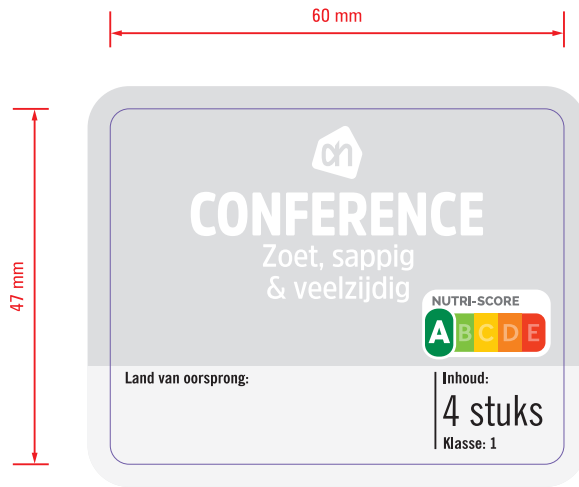 60 mm
47 mm
ah
CONFERENCE
Zoet, sappig
& veelzijdig
NUTRI-SCORE
A B C D E
Land van oorsprong:
Inhoud:
4 stuks
Klasse: 1